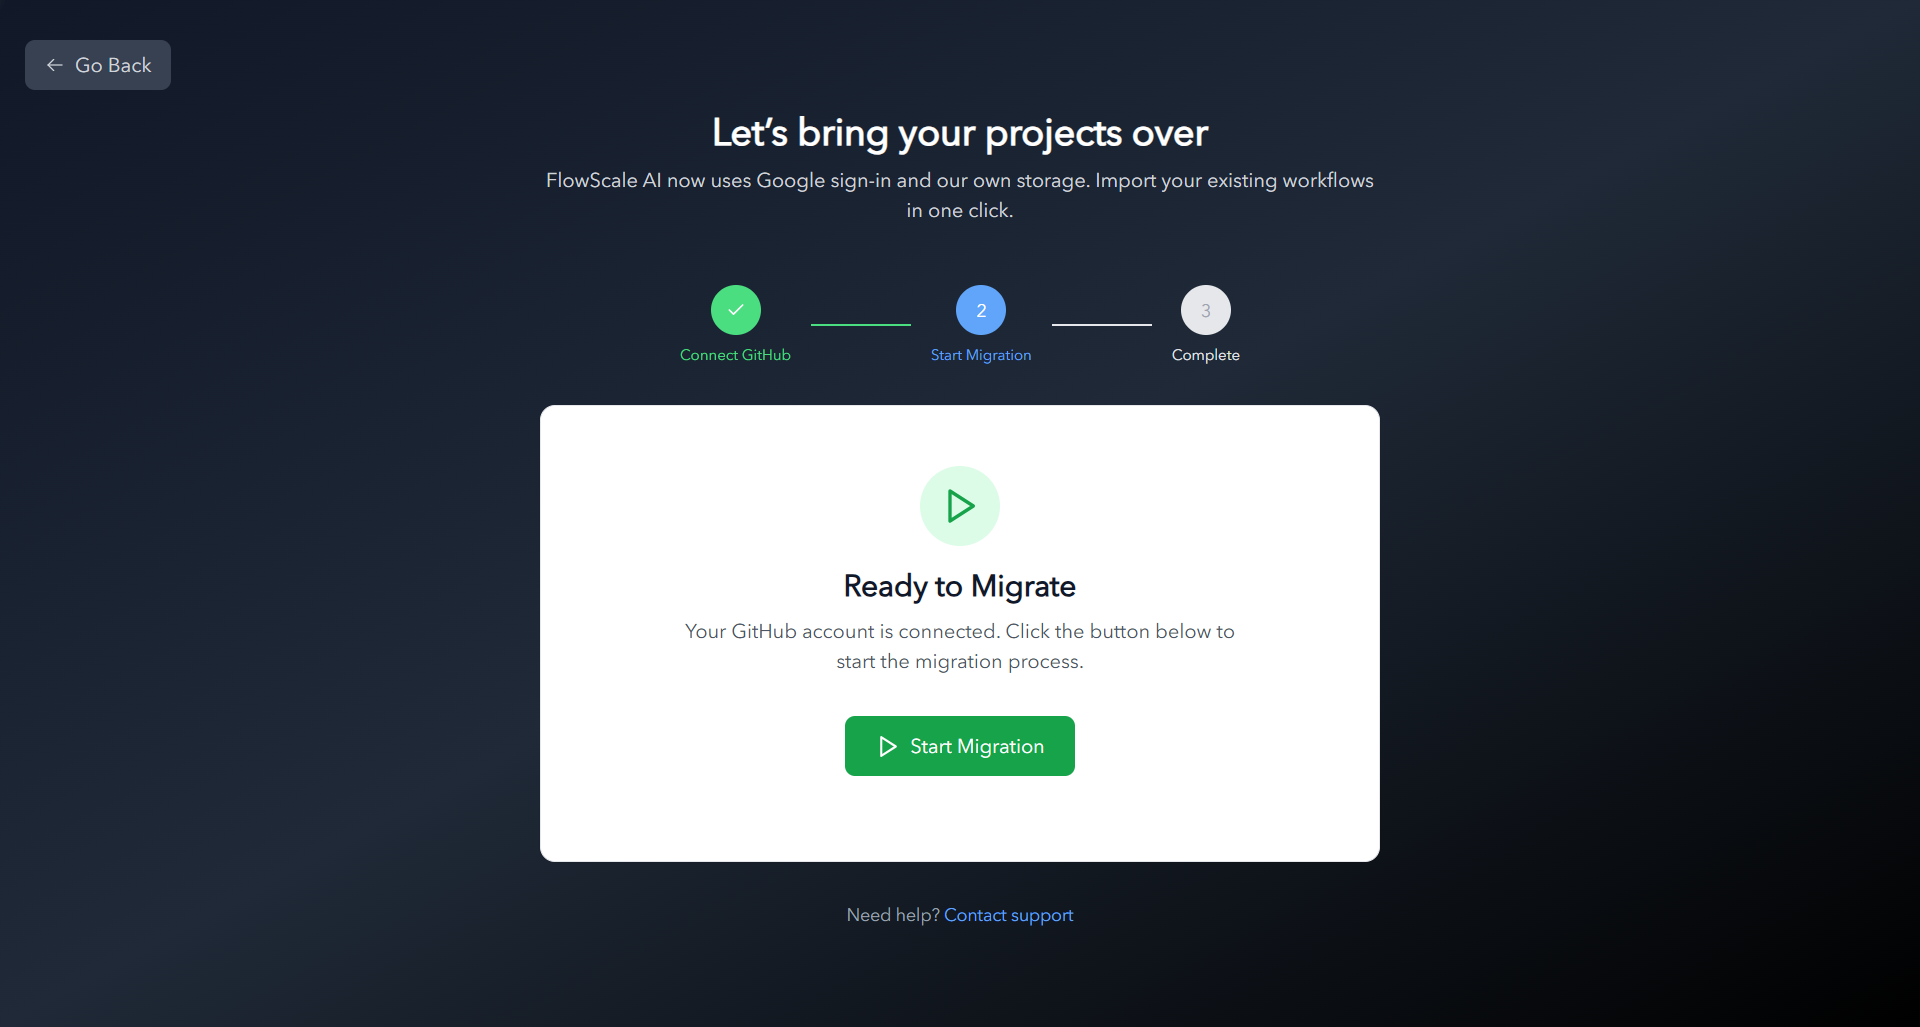 Go Back
Let’s bring your projects over
FlowScale AI now uses Google sign-in and our own storage. Import your existing workflows
in one click.
2
3
Connect GitHub
Start Migration
Complete
Ready to Migrate
Your GitHub account is connected. Click the button below to
start the migration process.
Start Migration
Need help? Contact support